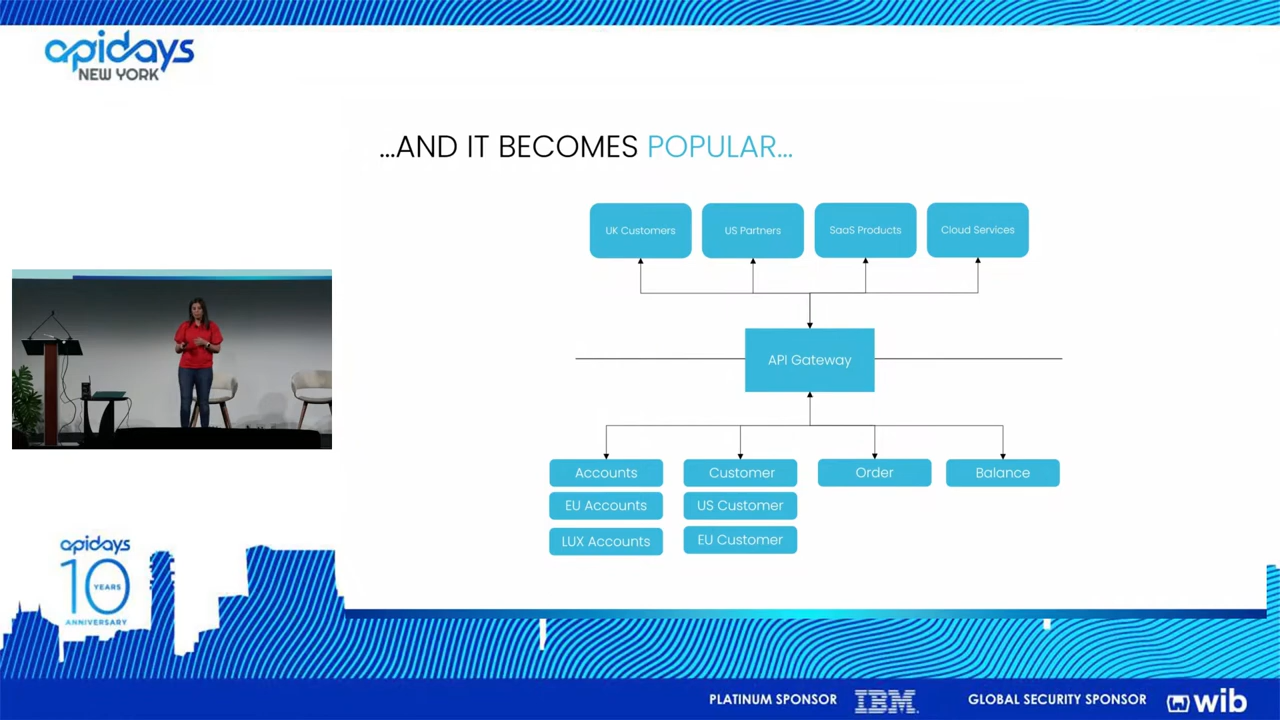 apidays
NEW YORK
...AND IT BECOMES POPULAR...
UK Customers
US Partners
SaaS Products
Cloud Services
API Gateway
Accounts
Customer
Order
Balance
EU Accounts
US Customer
LUX Accounts
EU Customer
apidays
10
YEARS
ANNIVERSARY
PLATINUM SPONSOR IBM. GLOBAL SECURITY SPONSOR wib